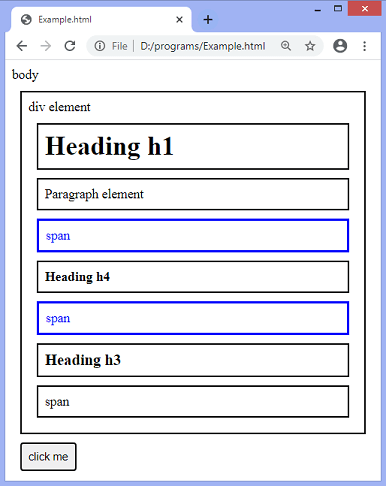 Example.html
File
D:/programs/Example.html
body
div element
Heading h1
Paragraph element
span
Heading h4
span
Heading h3
span
click me